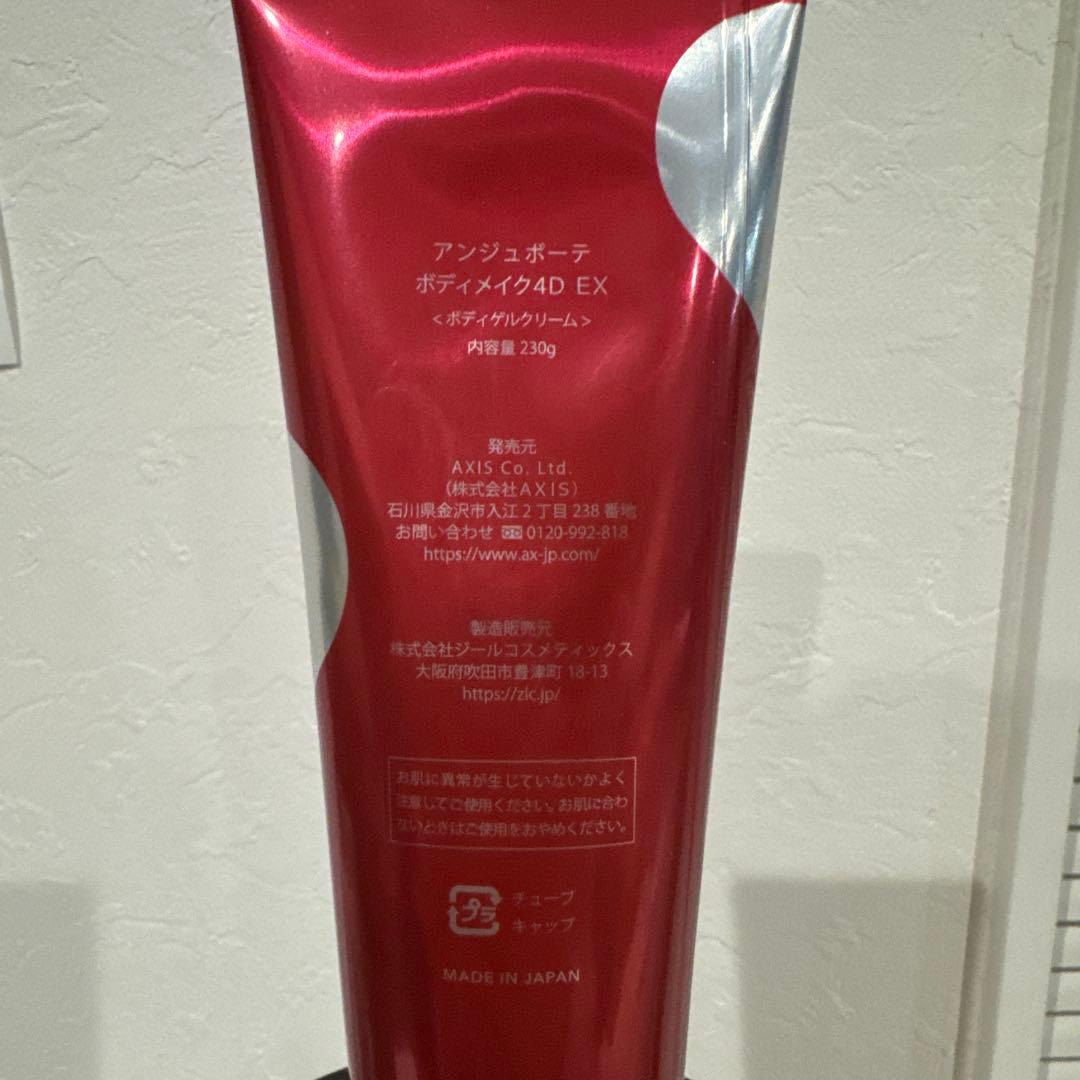 アンジュボーテ
ボディメイク4D EX
<ボディゲルクリーム>
内容量 230g
発売元
AXIS Co. Ltd.
(株式会社AXIS)
石川県金沢市入江2丁目238番地
お問い合わせ 0120-992-818
https://www.ax-jp.com/
製造販売元
株式会社ジールコスメティックス
大阪府吹田市豊津町 18-13
https://zlc.jp/
お肌に異常が生じていないかよく
注意してご使用ください。お肌に合わ
ないときはご使用をおやめください。
プラ チューブ
キャップ
MADE IN JAPAN